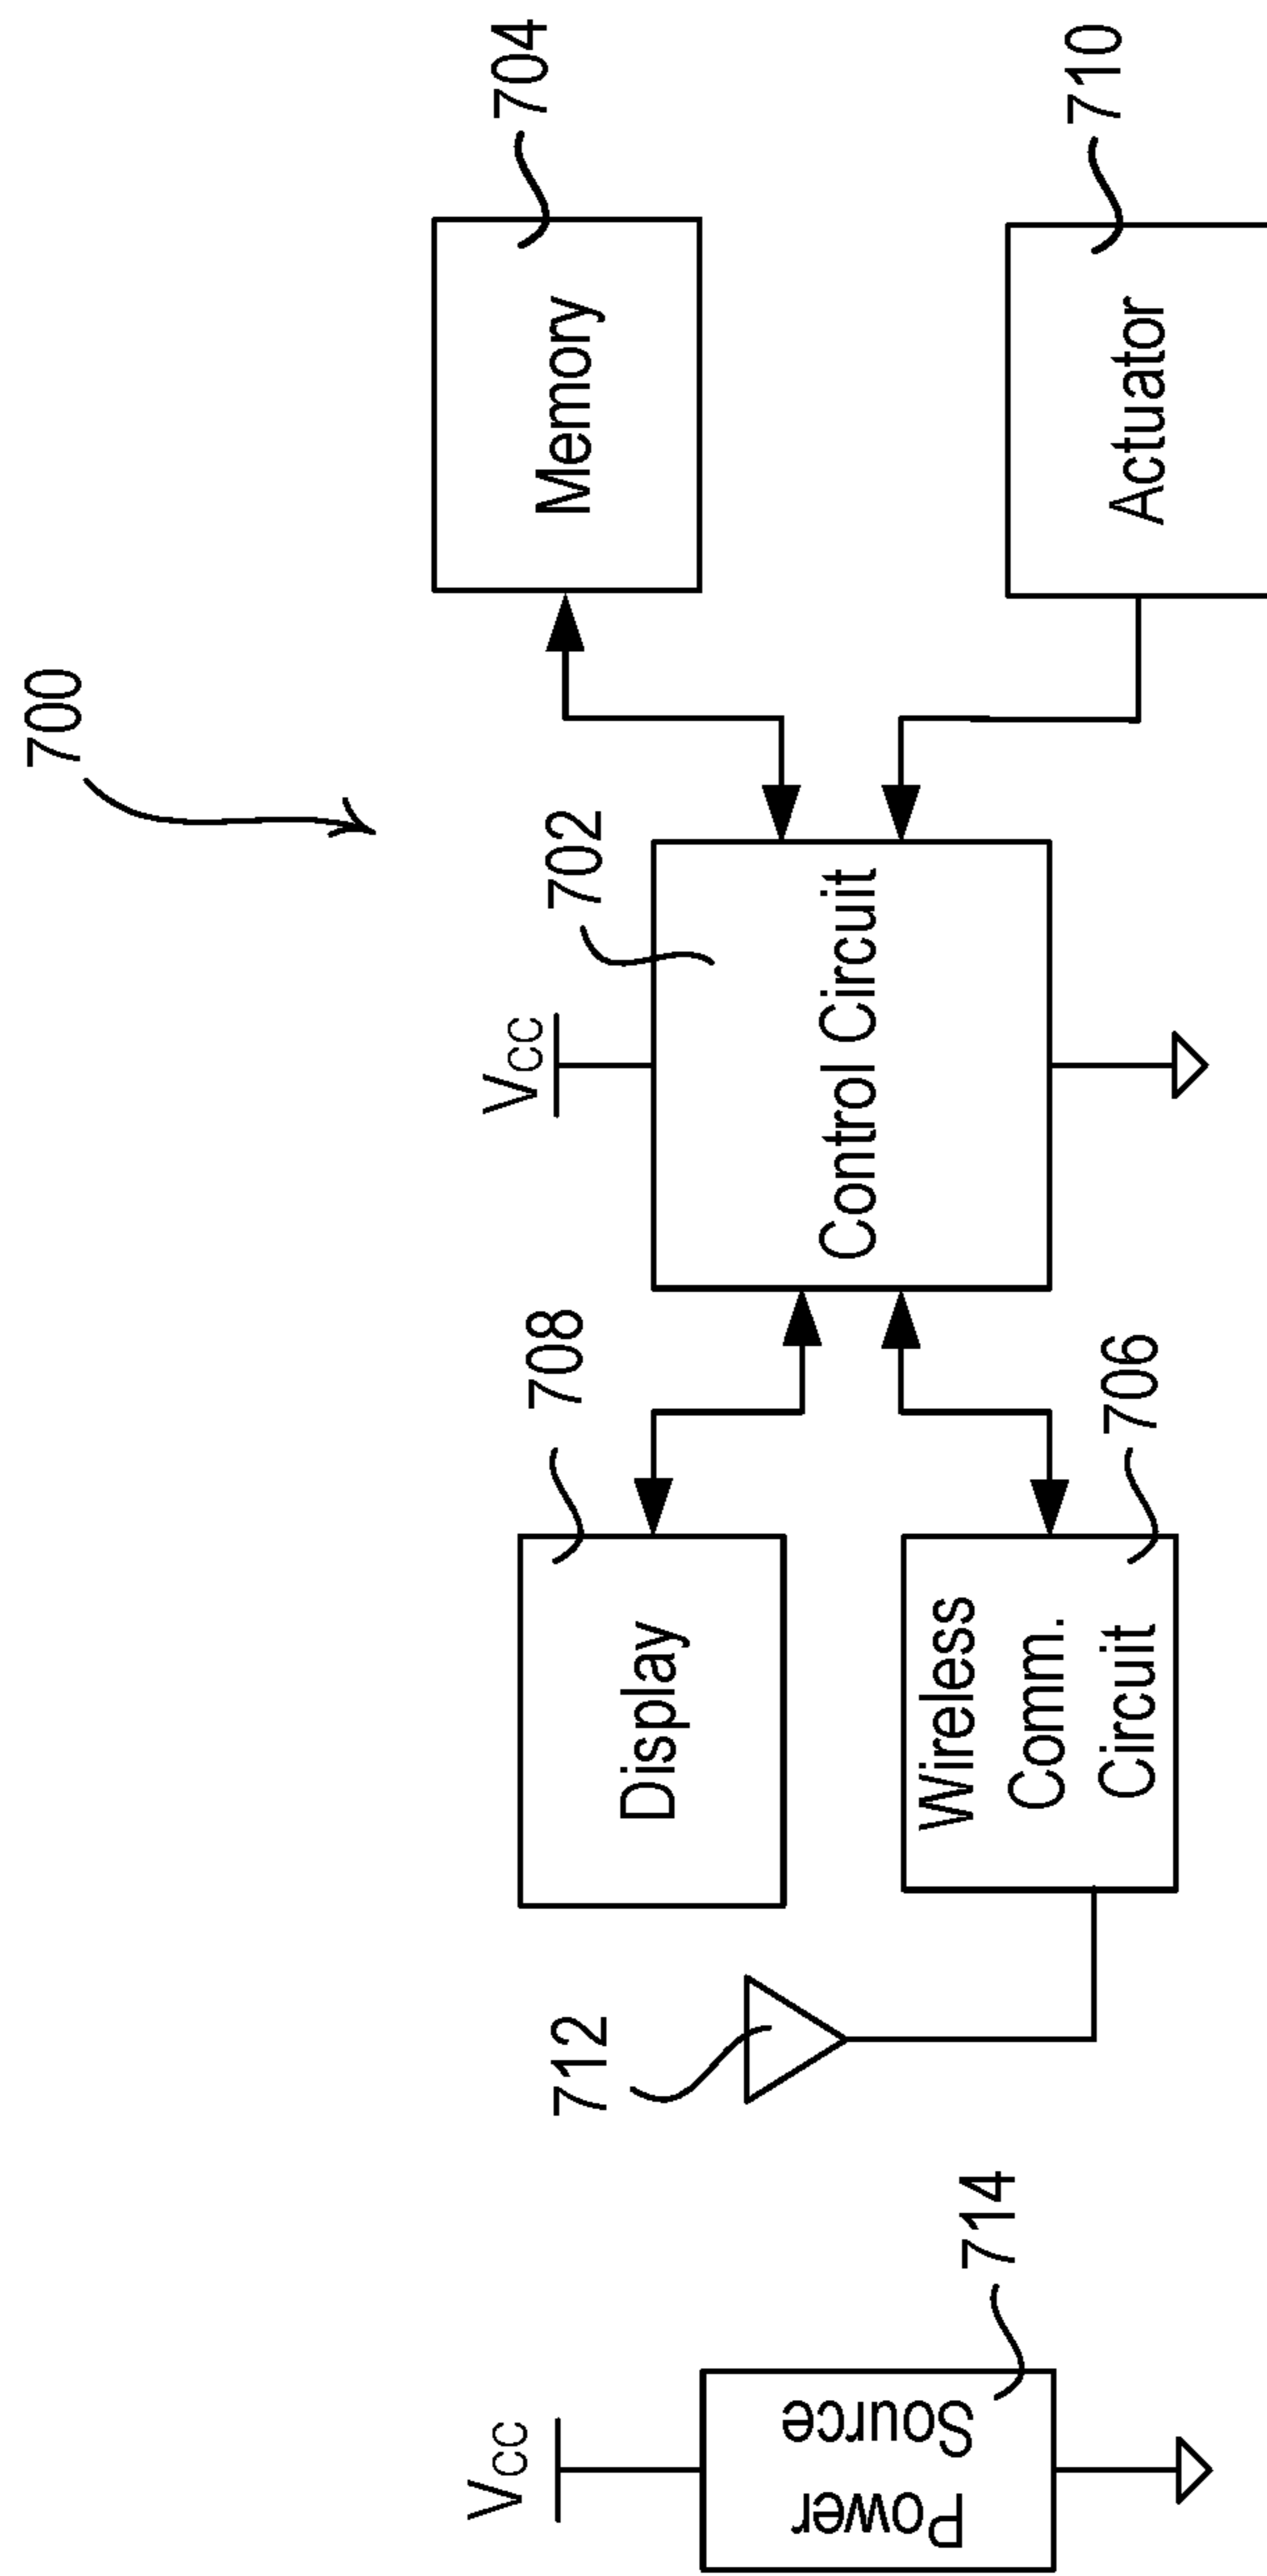 700
704
Memory
710
Actuator
702
VCC
Control Circuit
708
Display
706
Wireless
Comm.
Circuit
712
714
VCC
Power
Source